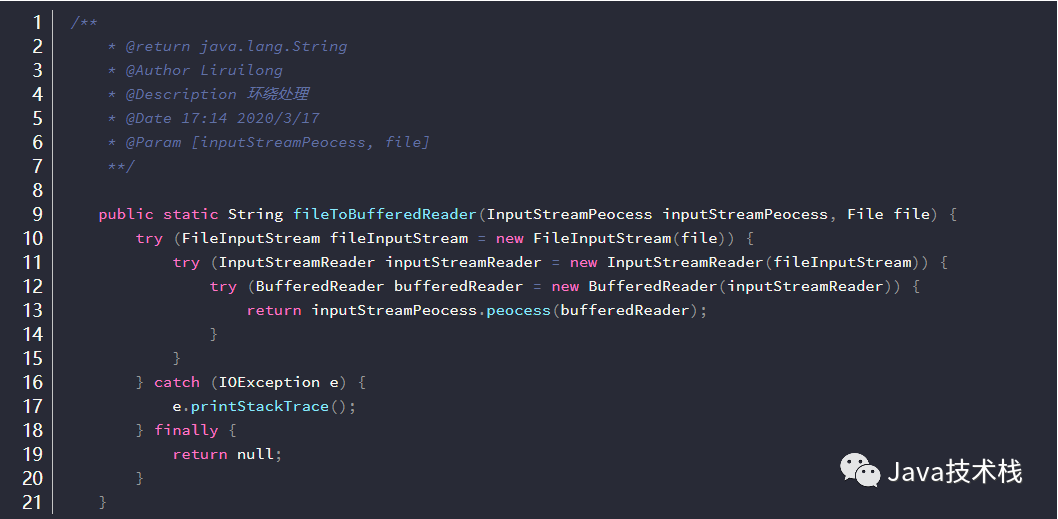 1 /**
2 * @return java.lang.String
3 * @Author Liruilong
4 * @Description 环绕处理
5 * @Date 17:14 2020/3/17
6 * @Param [inputStreamPeocess, file]
7 **/
8
9 public static String fileToBufferedReader(InputStreamPeocess inputStreamPeocess, File file) {
10 try (FileInputStream fileInputStream = new FileInputStream(file)) {
11 try (InputStreamReader inputStreamReader = new InputStreamReader(fileInputStream)) {
12 try (BufferedReader bufferedReader = new BufferedReader(inputStreamReader)) {
13 return inputStreamPeocess.peocess(bufferedReader);
14 }
15 }
16 } catch (IOException e) {
17 e.printStackTrace();
18 } finally {
19 return null;
20 }
21 }
Java技术栈